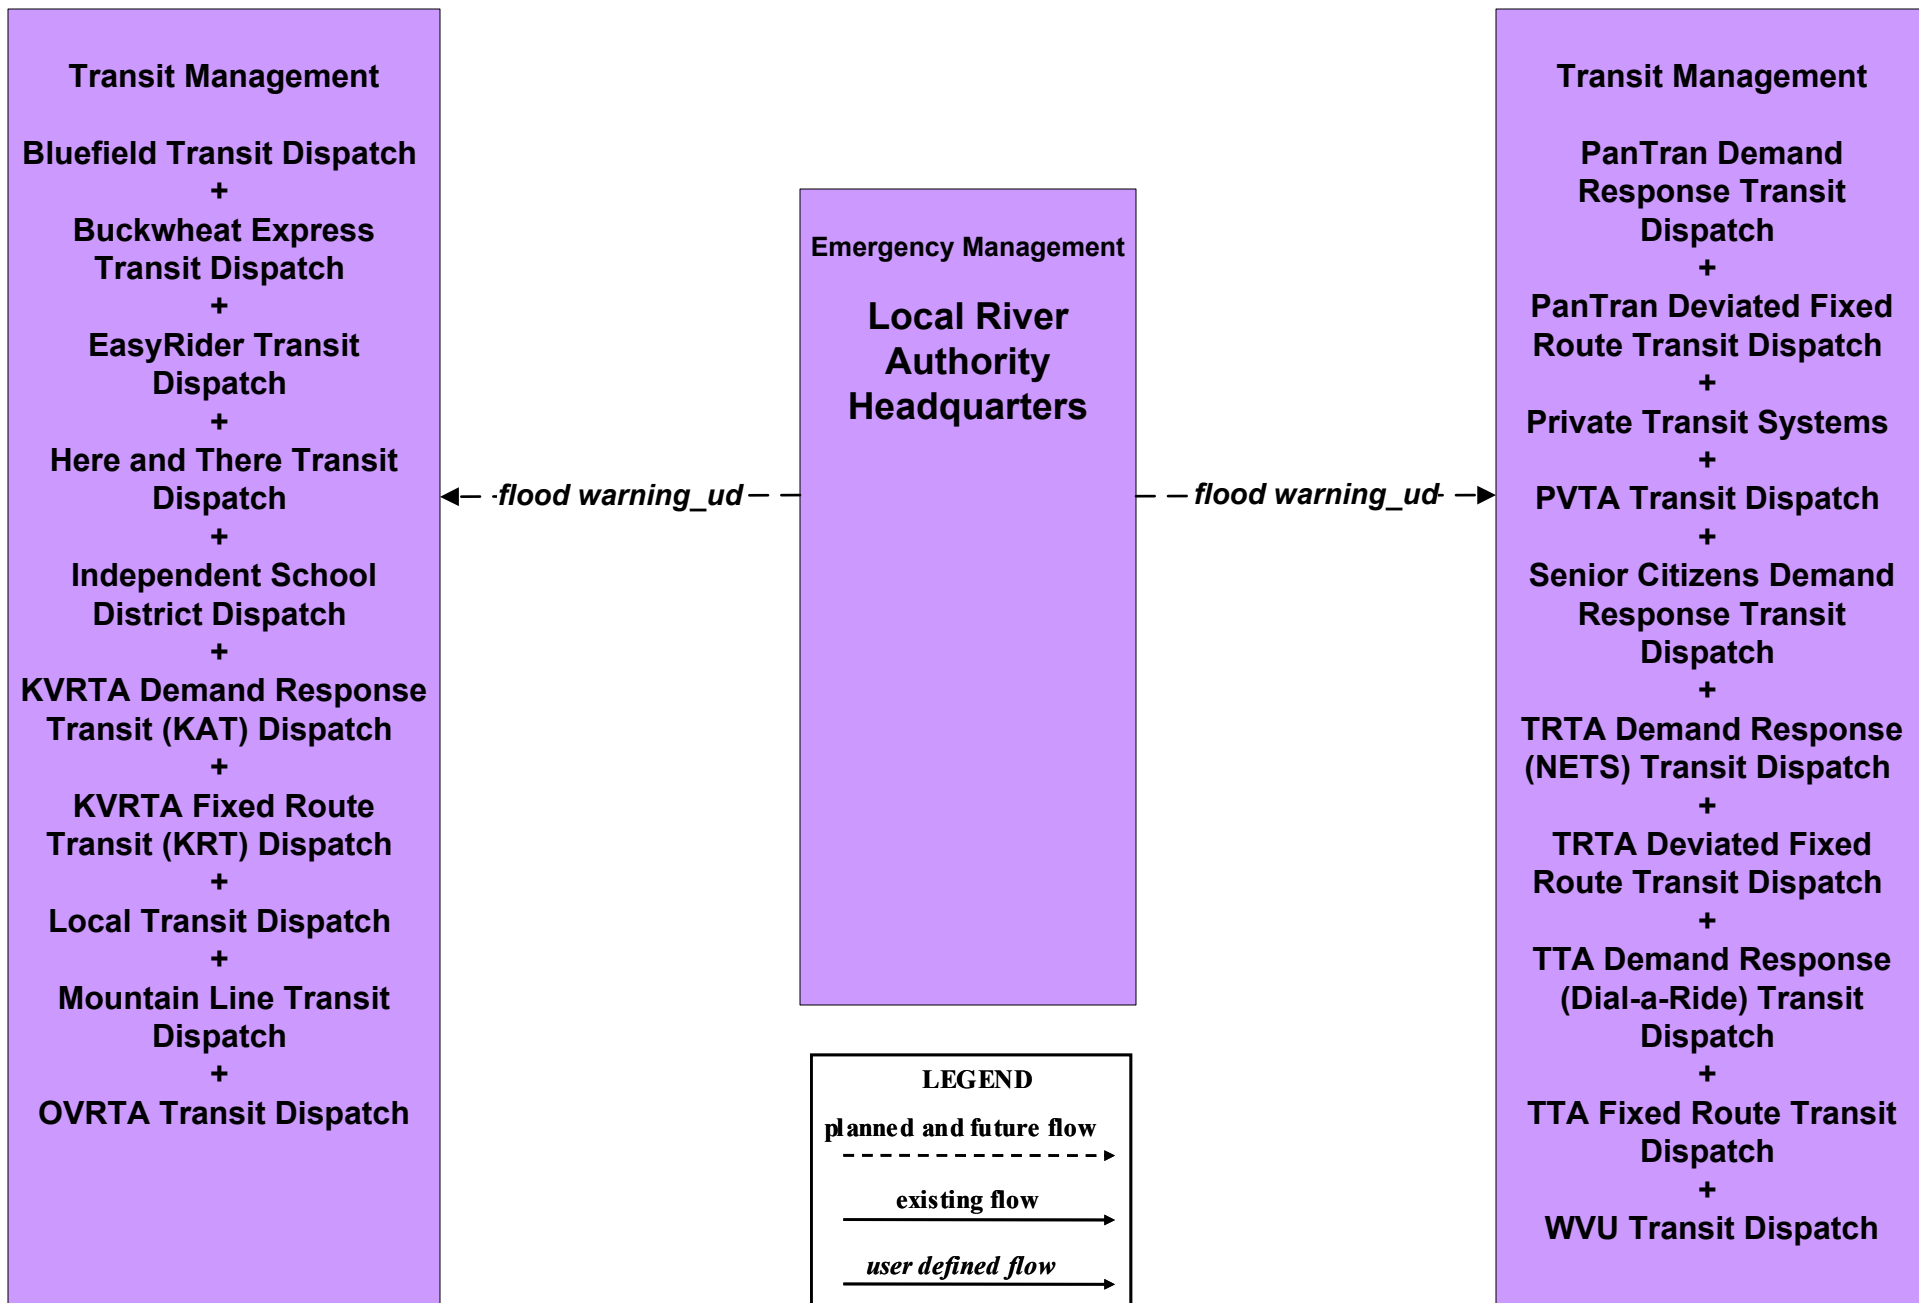 Transit Management
Bluefield Transit Dispatch
+
Buckwheat Express
Transit Dispatch
+
EasyRider Transit
Dispatch
+
Here and There Transit
Dispatch
+
Independent School
District Dispatch
+
KVRTA Demand Response
Transit (KAT) Dispatch
+
KVRTA Fixed Route
Transit (KRT) Dispatch
+
Local Transit Dispatch
+
Mountain Line Transit
Dispatch
+
OVRTA Transit Dispatch
flood warning_ud
Emergency Management
Local River
Authority
Headquarters
flood warning_ud
LEGEND
planned and future flow
existing flow
user defined flow
Transit Management
PanTran Demand
Response Transit
Dispatch
+
PanTran Deviated Fixed
Route Transit Dispatch
+
Private Transit Systems
+
PVTA Transit Dispatch
+
Senior Citizens Demand
Response Transit
Dispatch
+
TRTA Demand Response
(NETS) Transit Dispatch
+
TRTA Deviated Fixed
Route Transit Dispatch
+
TTA Demand Response
(Dial-a-Ride) Transit
Dispatch
+
TTA Fixed Route Transit
Dispatch
+
WVU Transit Dispatch